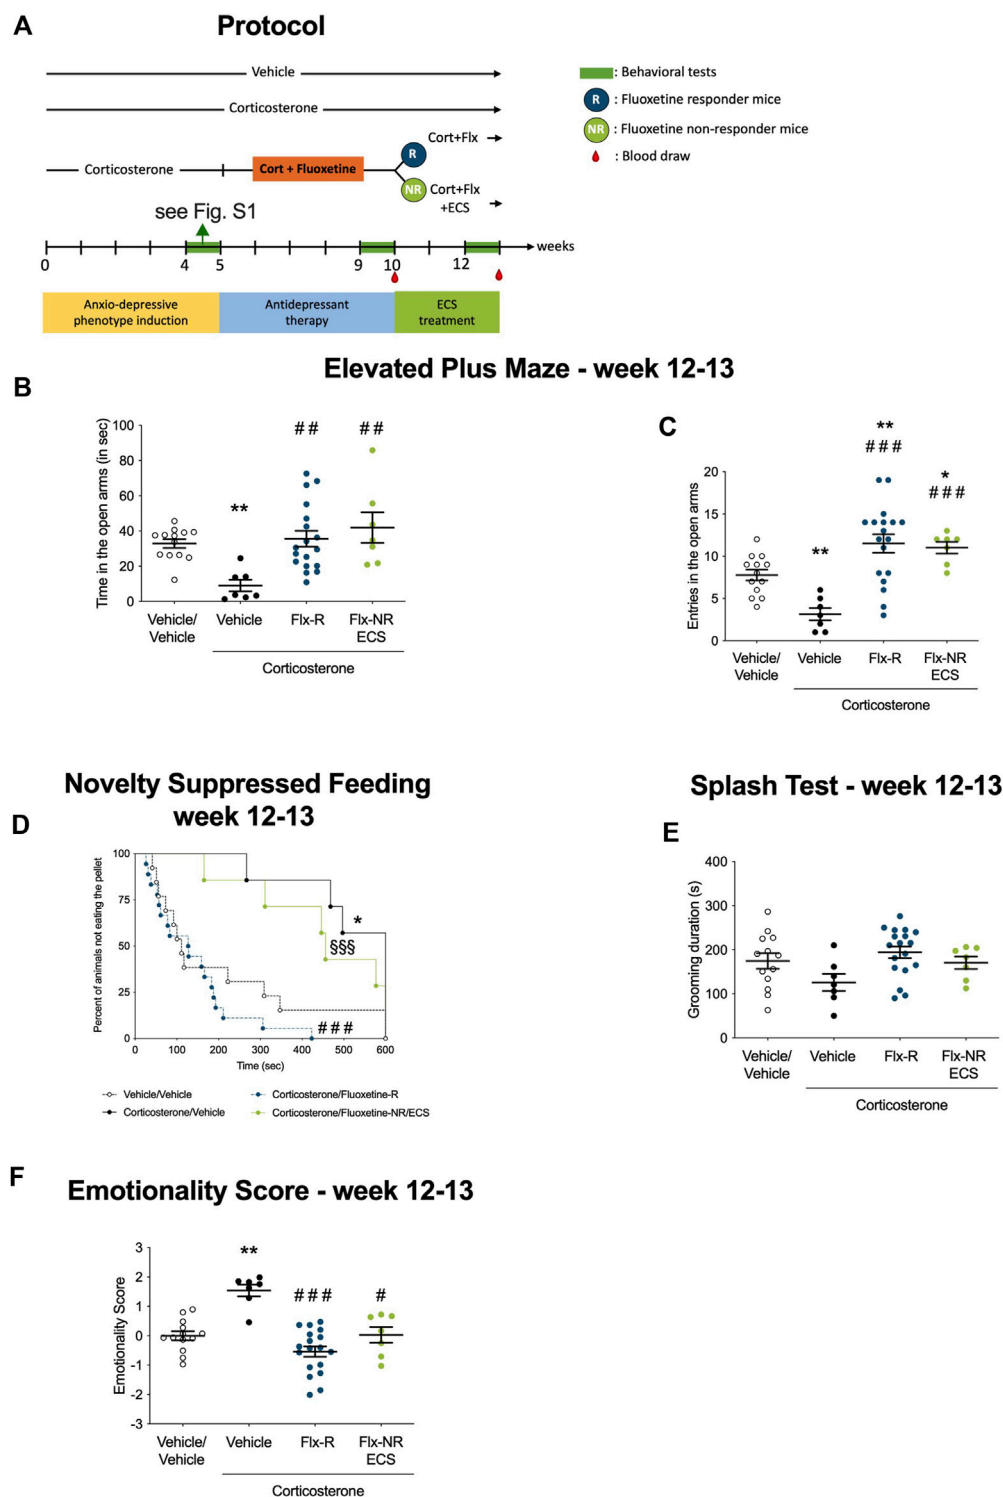 A
Protocol
Vehicle
Corticosterone
Cort+Flx
Corticosterone
Cort + Fluoxetine
R
NR
Cort+Flx
+ECS
see Fig. S1
weeks
0
4
5
9
10
12
Anxio-depressive
phenotype induction
Antidepressant
therapy
ECS
treatment
: Behavioral tests
R
: Fluoxetine responder mice
NR
: Fluoxetine non-responder mice
: Blood draw
Elevated Plus Maze - week 12-13
B
Time in the open arms (in sec)
100
80
60
40
20
0
**
##
##
Vehicle/
Vehicle
Vehicle
Flx-R
Flx-NR
ECS
Corticosterone
C
Entries in the open arms
20
15
10
5
0
**
**
###
*
###
Vehicle/
Vehicle
Vehicle
Flx-R
Flx-NR
ECS
Corticosterone
Novelty Suppressed Feeding
week 12-13
D
Percent of animals not eating the pellet
100
75
50
25
0
*
§§§
###
0
100
200
300
400
500
600
Time (sec)
Vehicle/Vehicle
Corticosterone/Vehicle
Corticosterone/Fluoxetine-R
Corticosterone/Fluoxetine-NR/ECS
Splash Test - week 12-13
E
Grooming duration (s)
400
300
200
100
0
Vehicle/
Vehicle
Vehicle
Flx-R
Flx-NR
ECS
Corticosterone
F
Emotionality Score - week 12-13
Emotionality Score
3
2
1
0
-1
-2
-3
**
###
#
Vehicle/
Vehicle
Vehicle
Flx-R
Flx-NR
ECS
Corticosterone